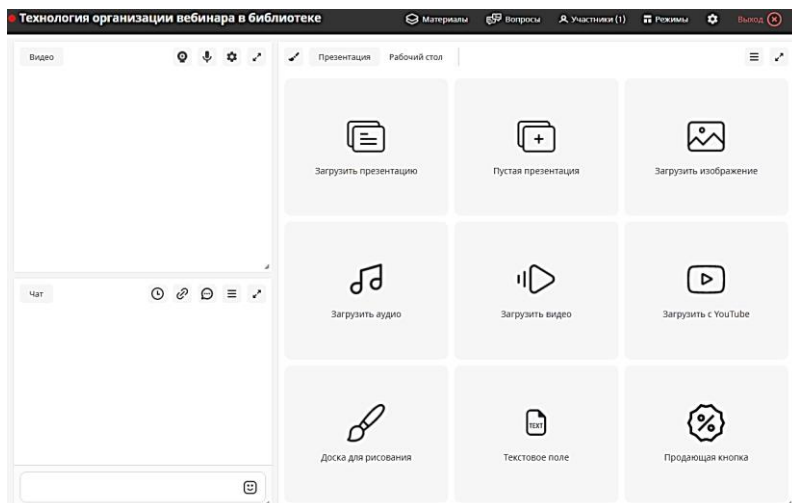 Технология организации вебинара в библиотеке
Материалы
Вопросы
Участники (1)
Режимы
Выход
Видео
Презентация
Рабочий стол
Загрузить презентацию
Пустая презентация
Загрузить изображение
Чат
Загрузить аудио
Загрузить видео
Загрузить с YouTube
TEXT
Доска для рисования
Текстовое поле
Продающая кнопка